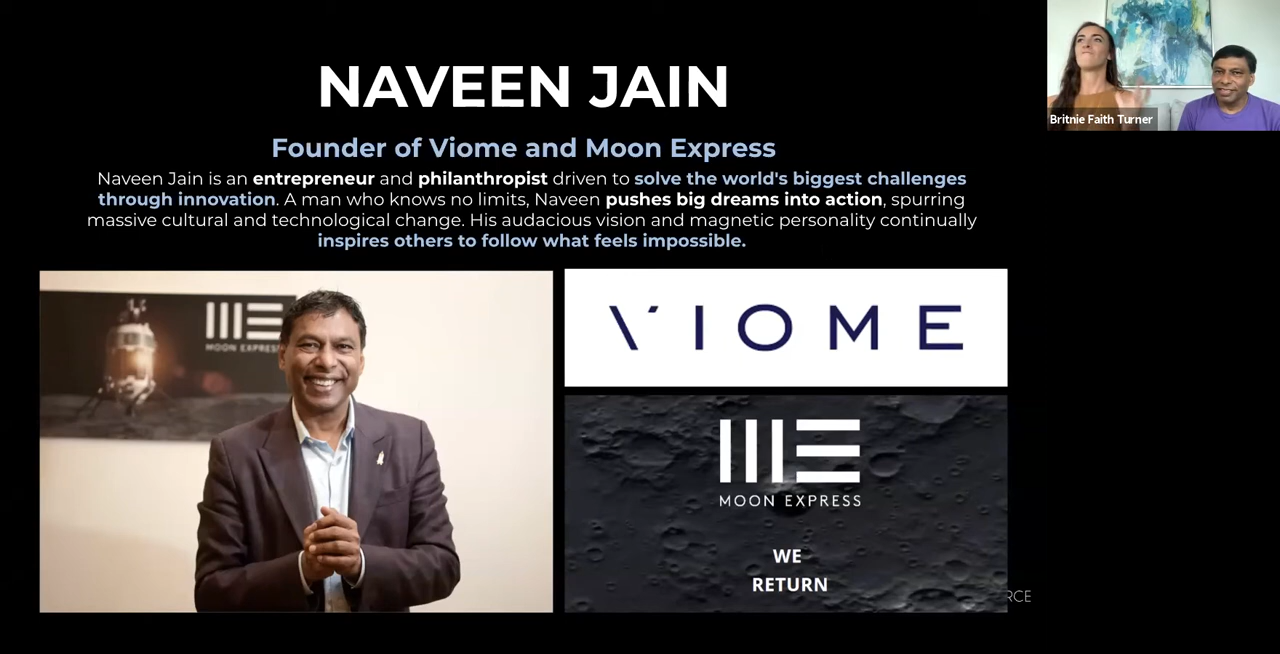 NAVEEN JAIN
Founder of Viome and Moon Express
Naveen Jain is an entrepreneur and philanthropist driven to solve the world's biggest challenges
through innovation. A man who knows no limits, Naveen pushes big dreams into action, spurring
massive cultural and technological change. His audacious vision and magnetic personality continually
inspires others to follow what feels impossible.
Britnie Faith Turner
ME
MOON EXPRESS
VIOME
ME
MOON EXPRESS
WE
RETURN
RCE